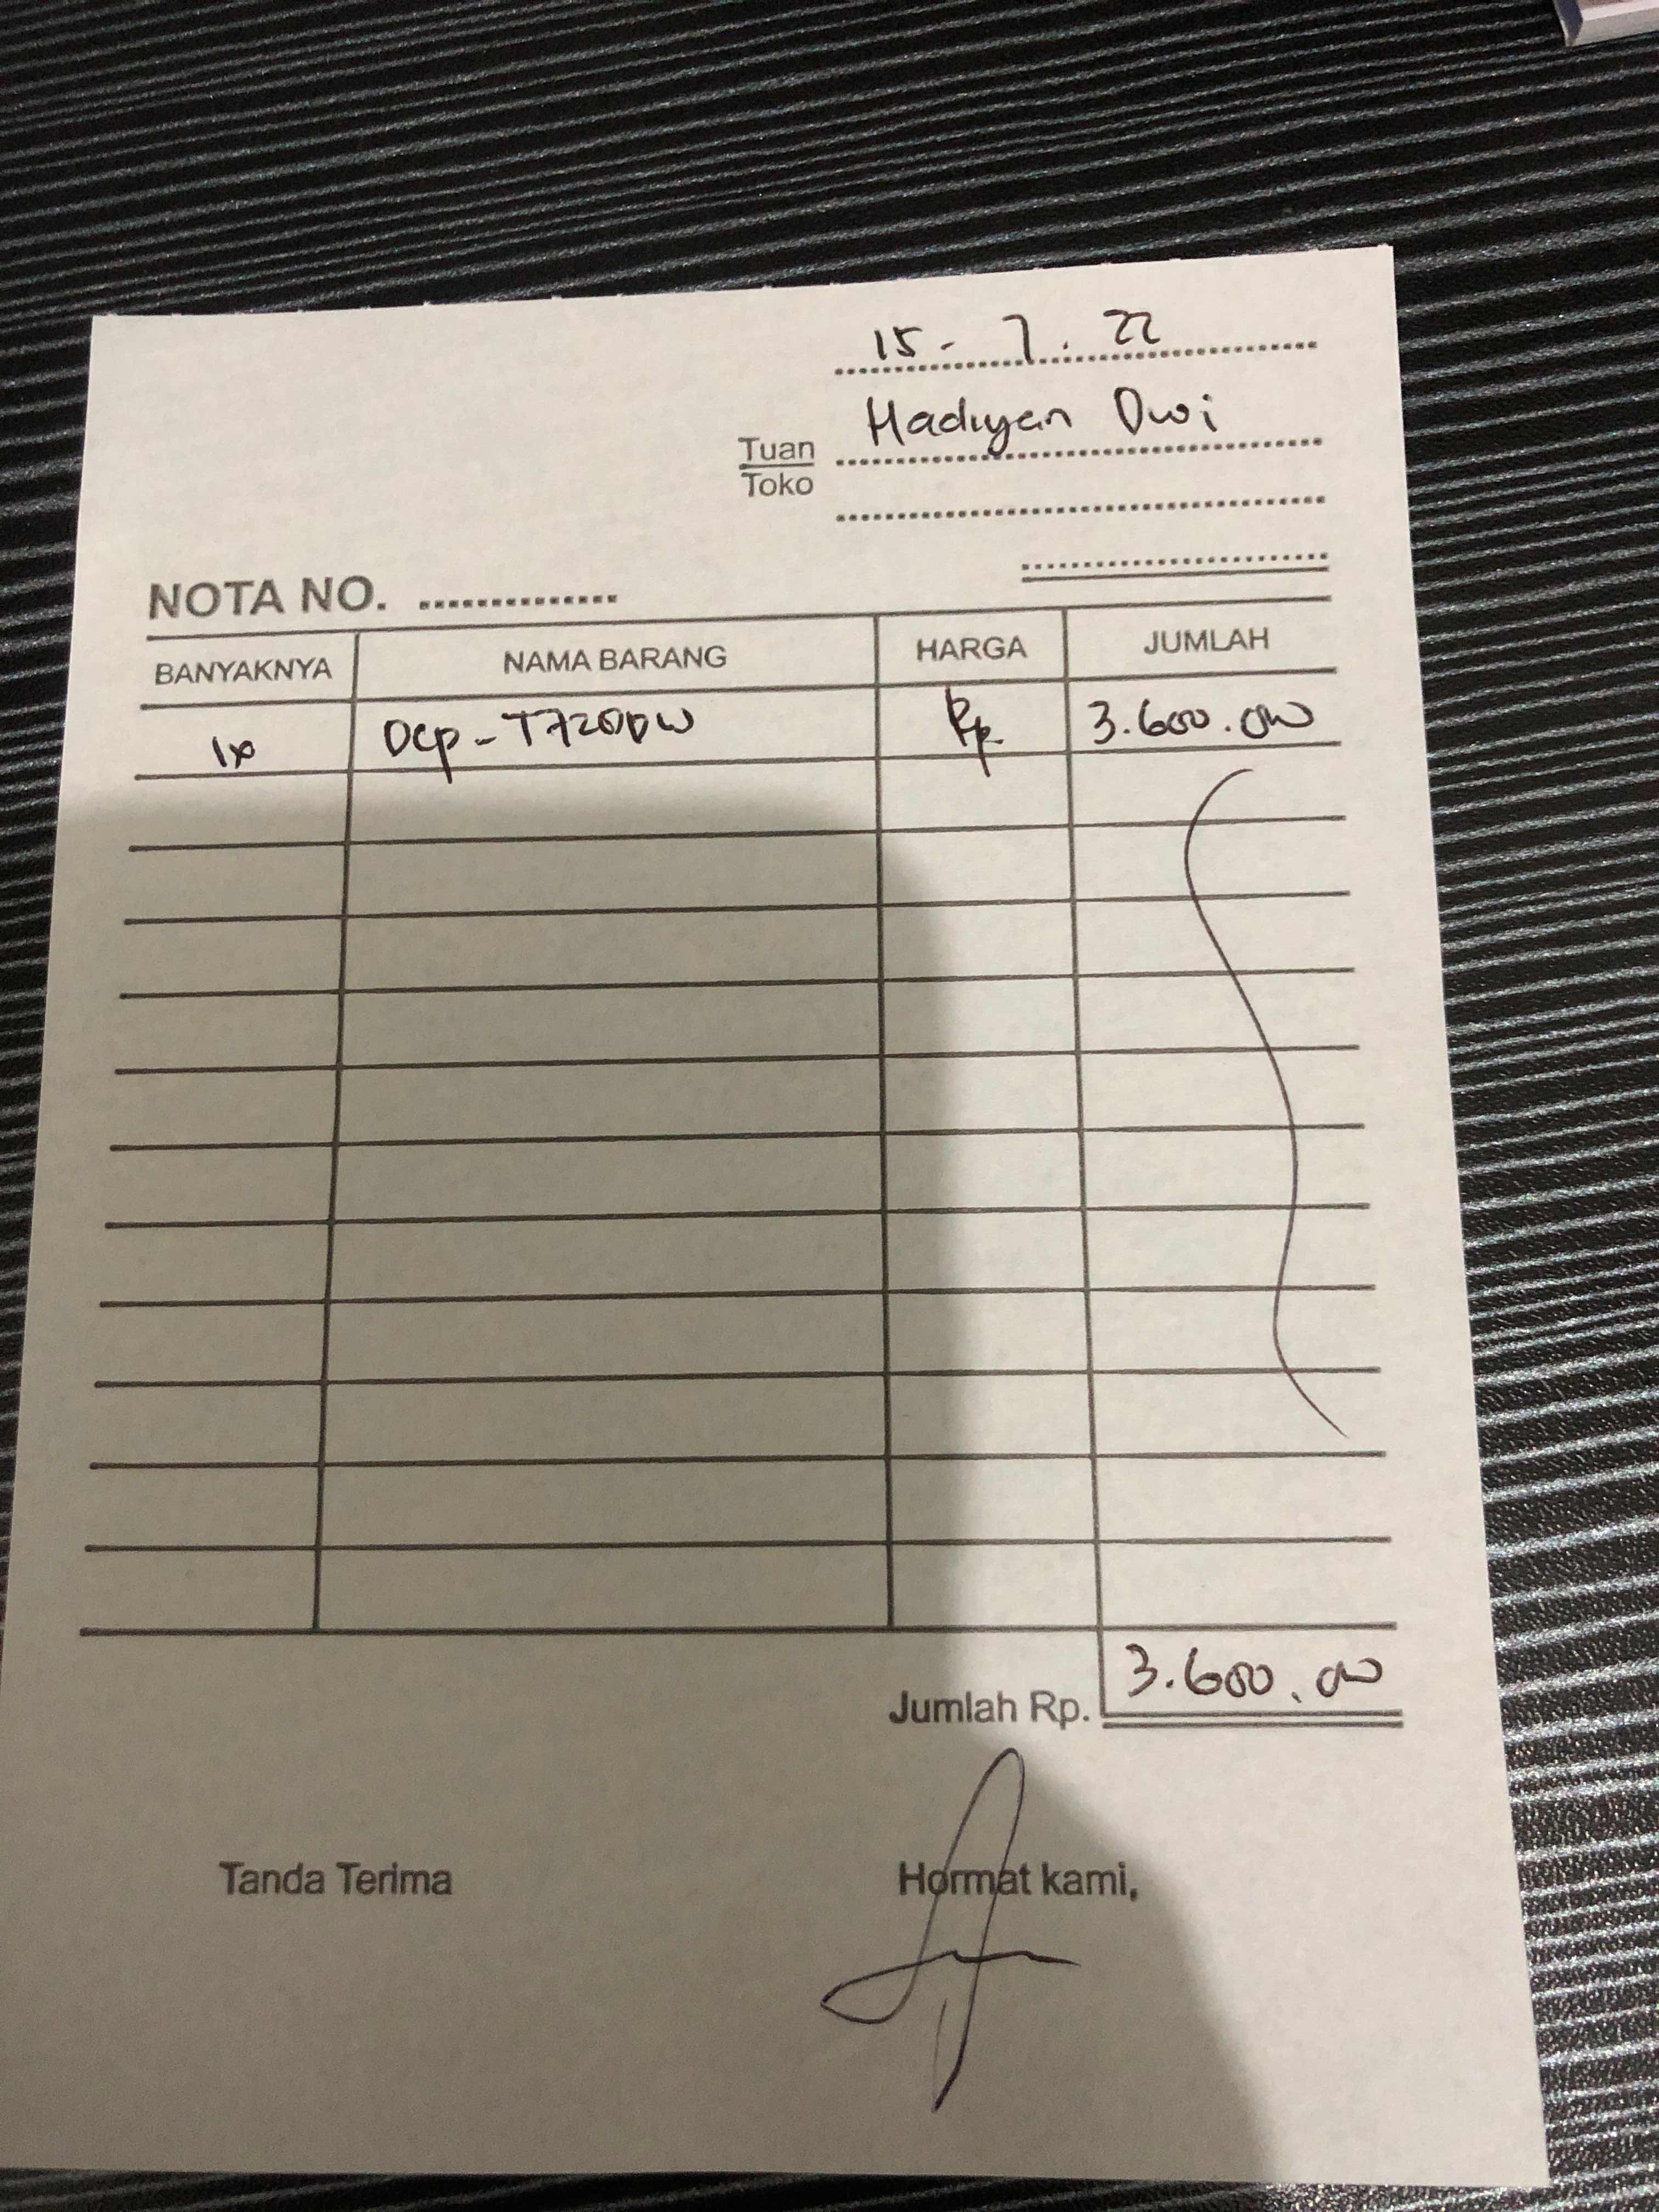 15 - 7 . 22
Tuan Hadiyan Dwi
Toko
NOTA NO.
BANYAKNYA NAMA BARANG HARGA JUMLAH
1x Dcp - T720DW Rp 3.600.000
Jumlah Rp. 3.600.000
Tanda Terima Hormat kami,